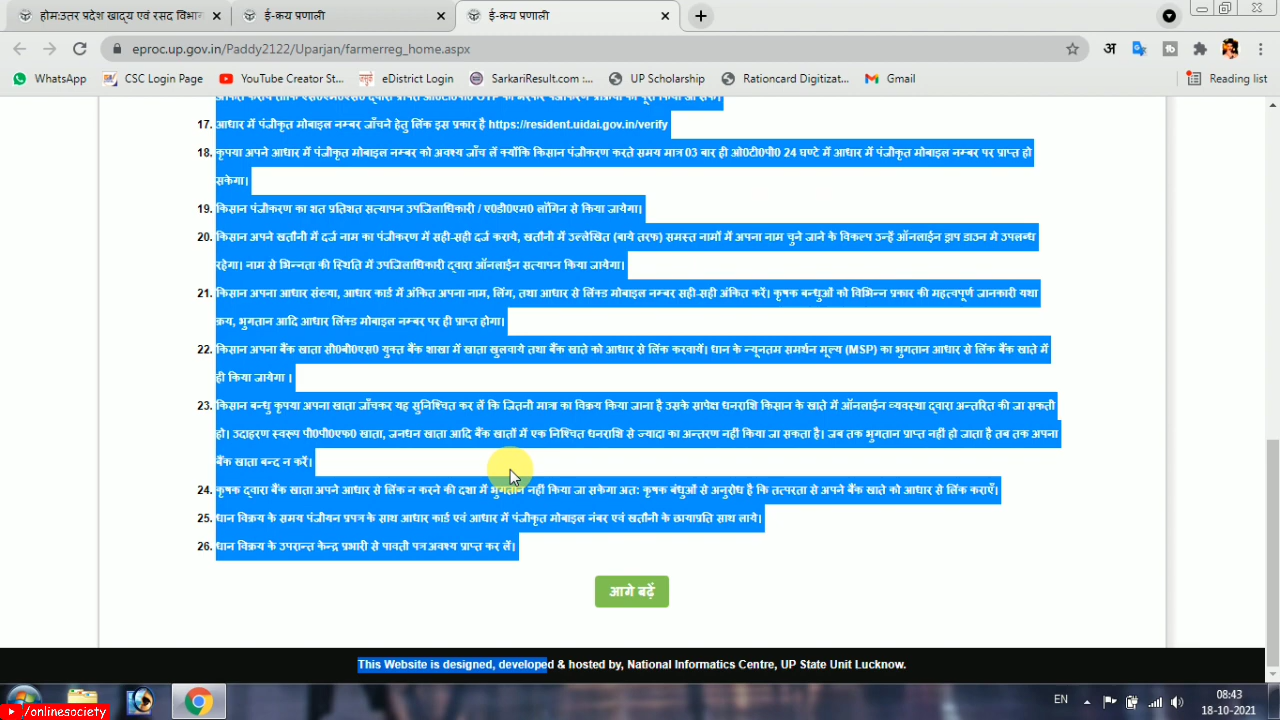 होम:उतर प्रदेश खाद्य एवं रसद विभाग
ई-क्रय प्रणाली
ई-क्रय प्रणाली
eproc.up.gov.in/Paddy2122/Uparjan/farmerreg_home.aspx
अ
WhatsApp
CSC Login Page
YouTube Creator St...
eDistrict Login
SarkariResult.com :...
UP Scholarship
Rationcard Digitizat...
Gmail
Reading list
17. आधार में पंजीकृत मोबाइल नम्बर जाँचने हेतु लिंक इस प्रकार है https://resident.uidai.gov.in/verify
18. कृपया अपने आधार में पंजीकृत मोबाइल नम्बर को अवश्य जाँच लें क्योंकि किसान पंजीकरण करते समय मात्र 03 बार ही ओ0टी0पी0 24 घण्टे में आधार में पंजीकृत मोबाइल नम्बर पर प्राप्त हो
सकेगा।
19. किसान पंजीकरण का शत प्रतिशत सत्यापन उपजिलाधिकारी / ए0डी0एम0 लॉगिन से किया जायेगा।
20. किसान अपने खतौनी में दर्ज नाम का पंजीकरण में सही-सही दर्ज कराये, खतौनी में उल्लेखित (बाये तरफ) समस्त नामों में अपना नाम चुने जाने के विकल्प उन्हें ऑनलाईन ड्राप डाउन मे उपलब्ध
रहेगा। नाम से भिन्नता की स्थिति में उपजिलाधिकारी द्वारा ऑनलाईन सत्यापन किया जायेगा।
21. किसान अपना आधार संख्या, आधार कार्ड में अंकित अपना नाम, लिंग, तथा आधार से लिंक्ड मोबाइल नम्बर सही-सही अंकित करें। कृषक बन्धुओं को विभिन्न प्रकार की महत्वपूर्ण जानकारी यथा
क्रय, भुगतान आदि आधार लिंक्ड मोबाइल नम्बर पर ही प्राप्त होगा।
22. किसान अपना बैंक खाता सी0बी0एस0 युक्त बैंक शाखा में खाता खुलवाये तथा बैंक खाते को आधार से लिंक करवायें। धान के न्यूनतम समर्थन मूल्य (MSP) का भुगतान आधार से लिंक बैंक खाते में
ही किया जायेगा ।
23. किसान बन्धु कृपया अपना खाता जाँचकर यह सुनिश्चित कर लें कि जितनी मात्रा का विक्रय किया जाना है उसके सापेक्ष धनराशि किसान के खाते में ऑनलाईन व्यवस्था द्वारा अन्तरित की जा सकती
हो। उदाहरण स्वरूप पी0पी0एफ0 खाता, जनधन खाता आदि बैंक खातों में एक निश्चित धनराशि से ज्यादा का अन्तरण नहीं किया जा सकता है। जब तक भुगतान प्राप्त नहीं हो जाता है तब तक अपना
बैंक खाता बन्द न करें।
24. कृषक द्वारा बैंक खाता अपने आधार से लिंक न करने की दशा में भुगतान नहीं किया जा सकेगा अत: कृषक बंधुओं से अनुरोध है कि तत्परता से अपने बैंक खाते को आधार से लिंक कराएँ।
25. धान विक्रय के समय पंजीयन प्रपत्र के साथ आधार कार्ड एवं आधार में पंजीकृत मोबाइल नंबर एवं खतौनी के छायाप्रति साथ लाये।
26. धान विक्रय के उपरान्त केन्द्र प्रभारी से पावती पत्र अवश्य प्राप्त कर लें।
आगे बढ़ें
This Website is designed, developed & hosted by, National Informatics Centre, UP State Unit Lucknow.
EN
08:43
18-10-2021
/onlinesociety